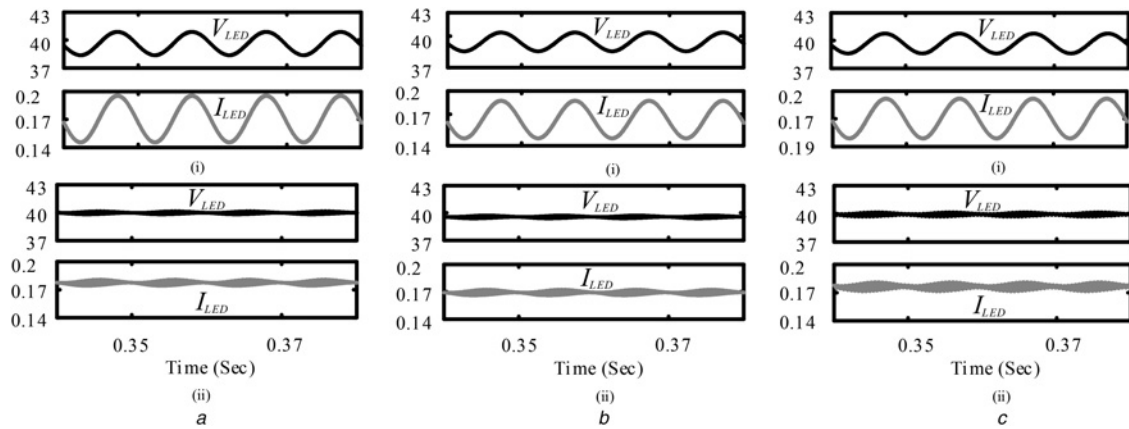 43
V_LED
40
37
0.2
I_LED
0.17
0.14
(i)
43
V_LED
40
37
0.2
0.17
I_LED
0.14
0.35
0.37
Time (Sec)
(ii)
a
43
V_LED
40
37
0.2
I_LED
0.17
0.14
(i)
43
V_LED
40
37
0.2
I_LED
0.17
0.14
0.35
0.37
Time (Sec)
(ii)
b
43
V_LED
40
37
0.2
I_LED
0.17
0.19
(i)
43
V_LED
40
37
0.2
0.17
I_LED
0.14
0.35
0.37
Time (Sec)
(ii)
c